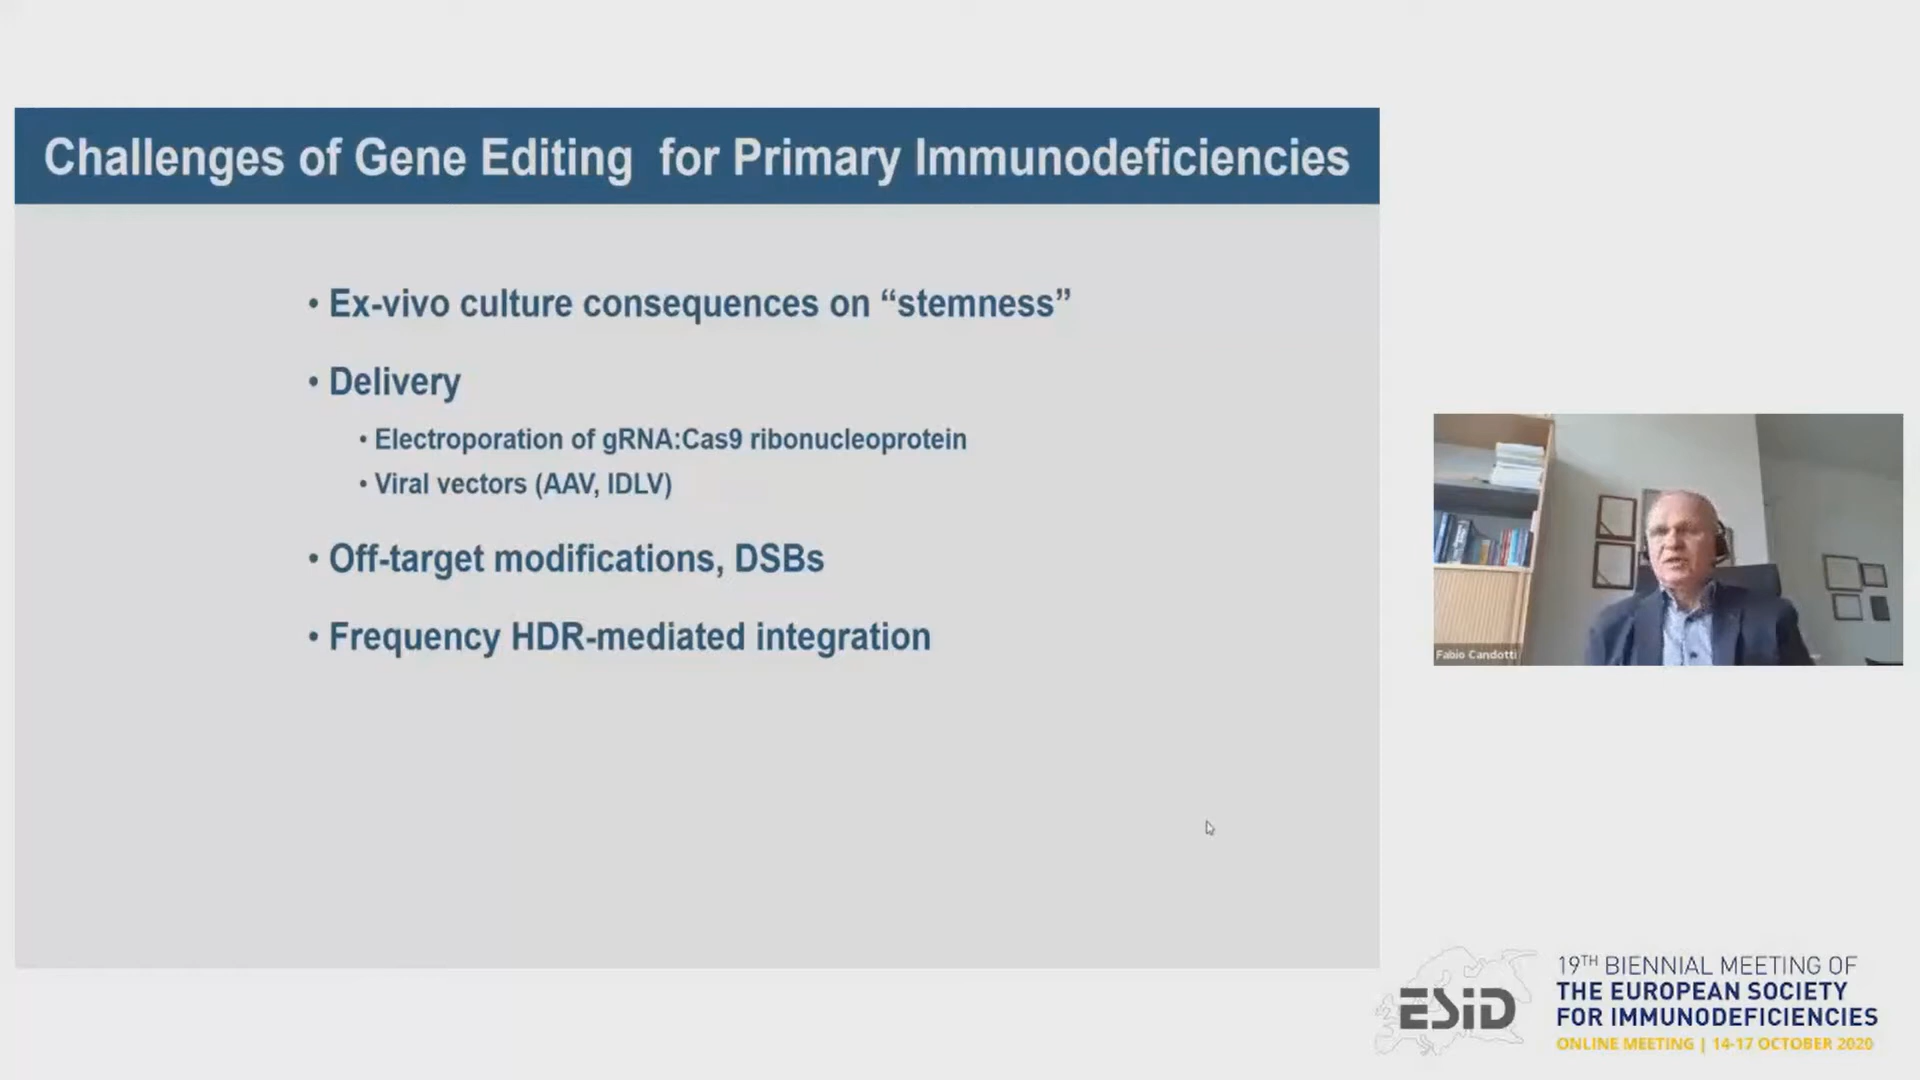 Challenges of Gene Editing  for Primary Immunodeficiencies
• Ex-vivo culture consequences on “stemness”
• Delivery
• Electroporation of gRNA:Cas9 ribonucleoprotein
• Viral vectors (AAV, IDLV)
• Off-target modifications, DSBs
• Frequency HDR-mediated integration
Fabio Candotti
ESiD
19TH BIENNIAL MEETING OF
THE EUROPEAN SOCIETY
FOR IMMUNODEFICIENCIES
ONLINE MEETING | 14-17 OCTOBER 2020